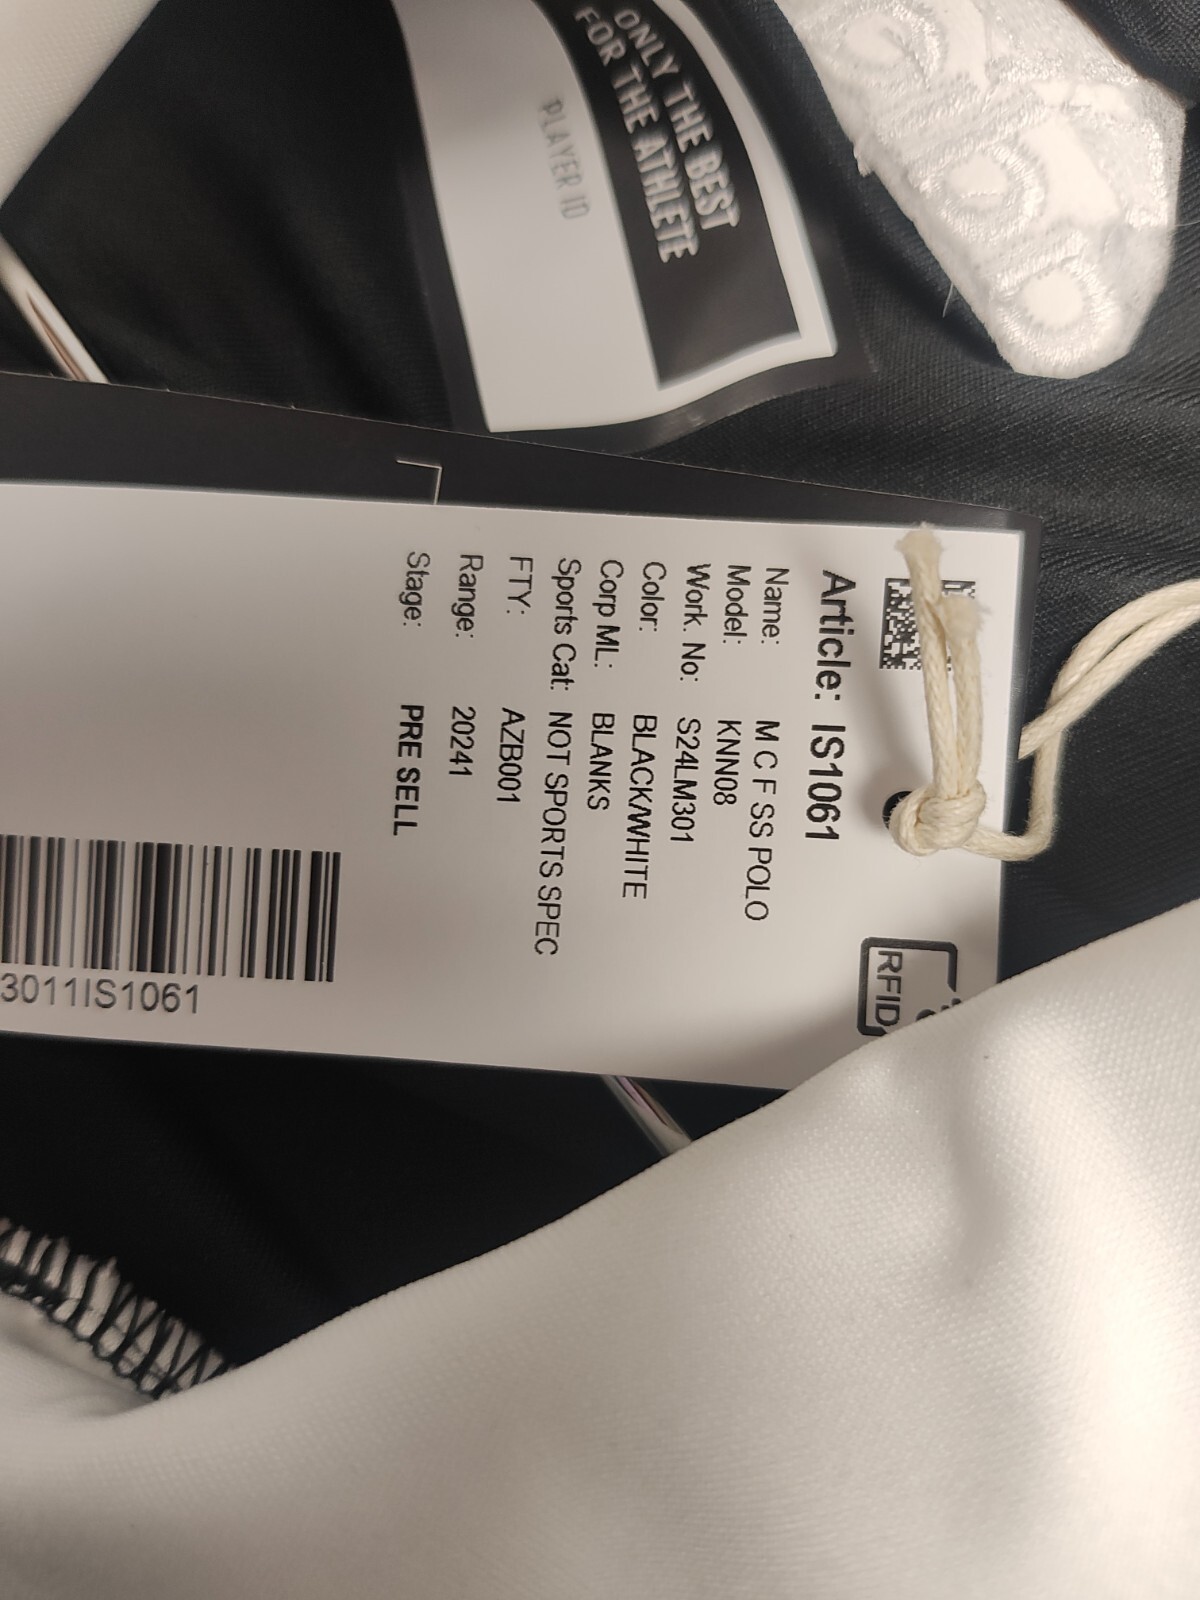 ONLY THE BEST
FOR THE ATHLETE
PLAYER ID
Article: IS1061
Name: M C F SS POLO
Model: KNN08
Work. No: S24LM301
Color: BLACK/WHITE
Corp ML: BLANKS
Sports Cat: NOT SPORTS SPEC
FTY: AZB001
Range: 20241
Stage: PRE SELL
RFID
3011IS1061